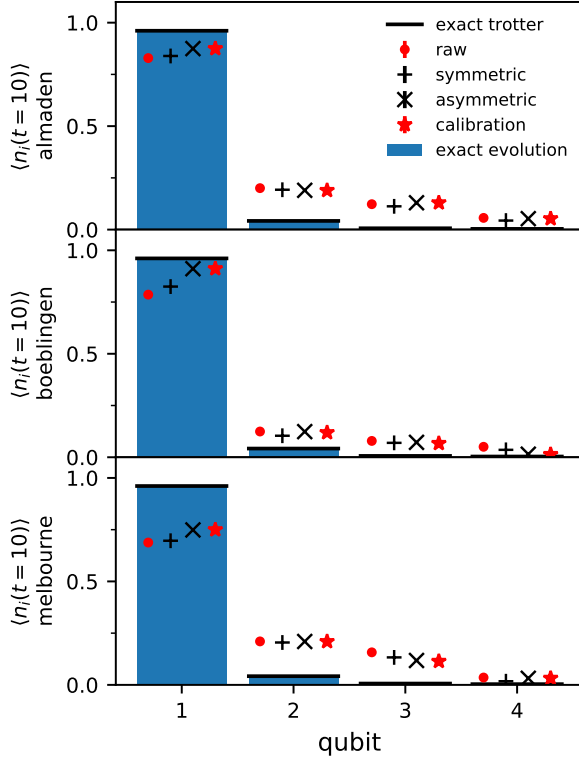 1.0
0.5
0.0
⟨n_i(t = 10)⟩
almaden
exact trotter
raw
symmetric
asymmetric
calibration
exact evolution
1.0
0.5
0.0
⟨n_i(t = 10)⟩
boeblingen
1.0
0.5
0.0
⟨n_i(t = 10)⟩
melbourne
1 2 3 4
qubit